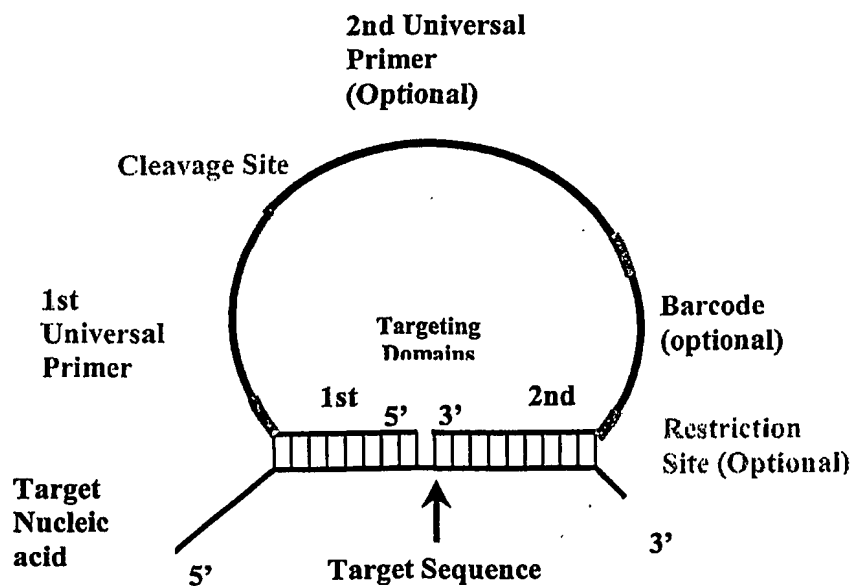 2nd Universal
Primer
(Optional)
Cleavage Site
1st
Universal
Primer
Targeting
Domains
Barcode
(optional)
1st
5'
3'
2nd
Restriction
Site (Optional)
Target
Nucleic
acid
5'
Target Sequence
3'